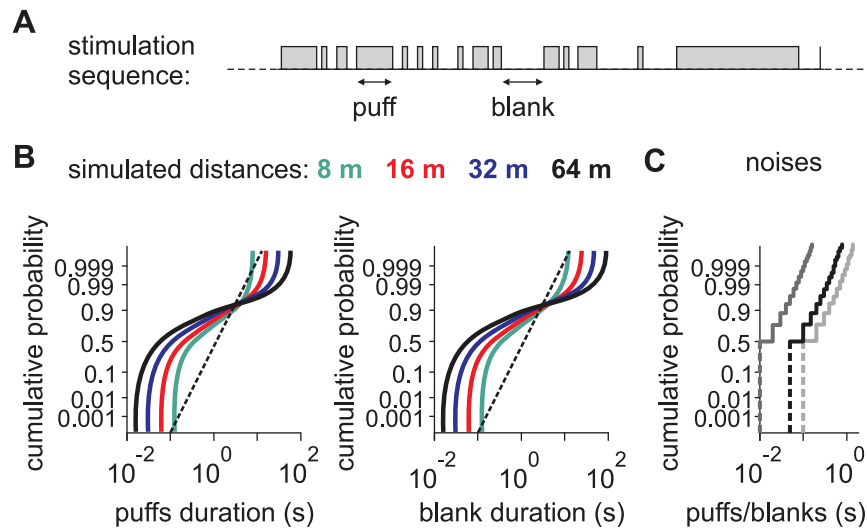 A
stimulation
sequence:
puff
blank
B
simulated distances: 8 m 16 m 32 m 64 m
C
noises
cumulative probability
0.999
0.99
0.9
0.5
0.1
0.01
0.001
10^-2
10^0
10^2
puffs duration (s)
cumulative probability
0.999
0.99
0.9
0.5
0.1
0.01
0.001
10^-2
10^0
10^2
blank duration (s)
cumulative probability
0.999
0.99
0.9
0.5
0.1
0.01
0.001
10^-2
10^0
puffs/blanks (s)